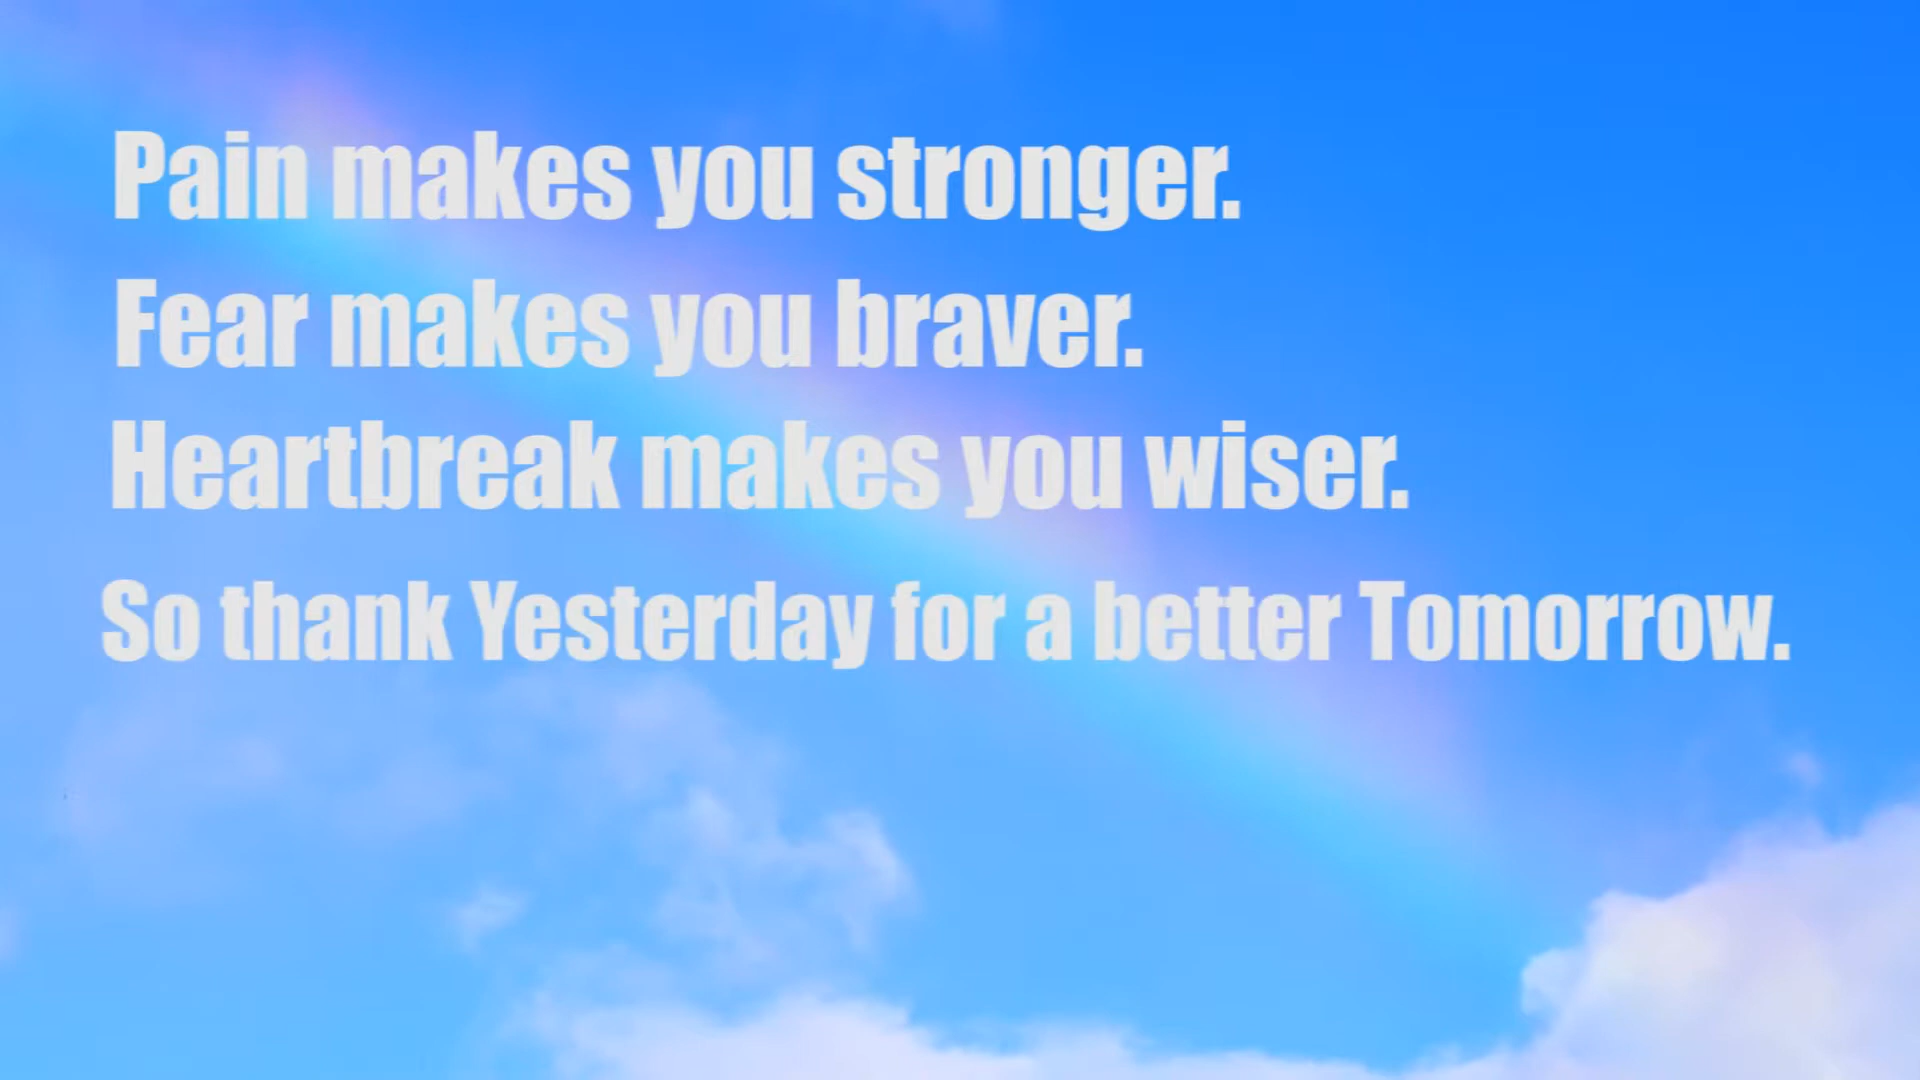 Pain makes you stronger.
Fear makes you braver.
Heartbreak makes you wiser.
So thank Yesterday for a better Tomorrow.